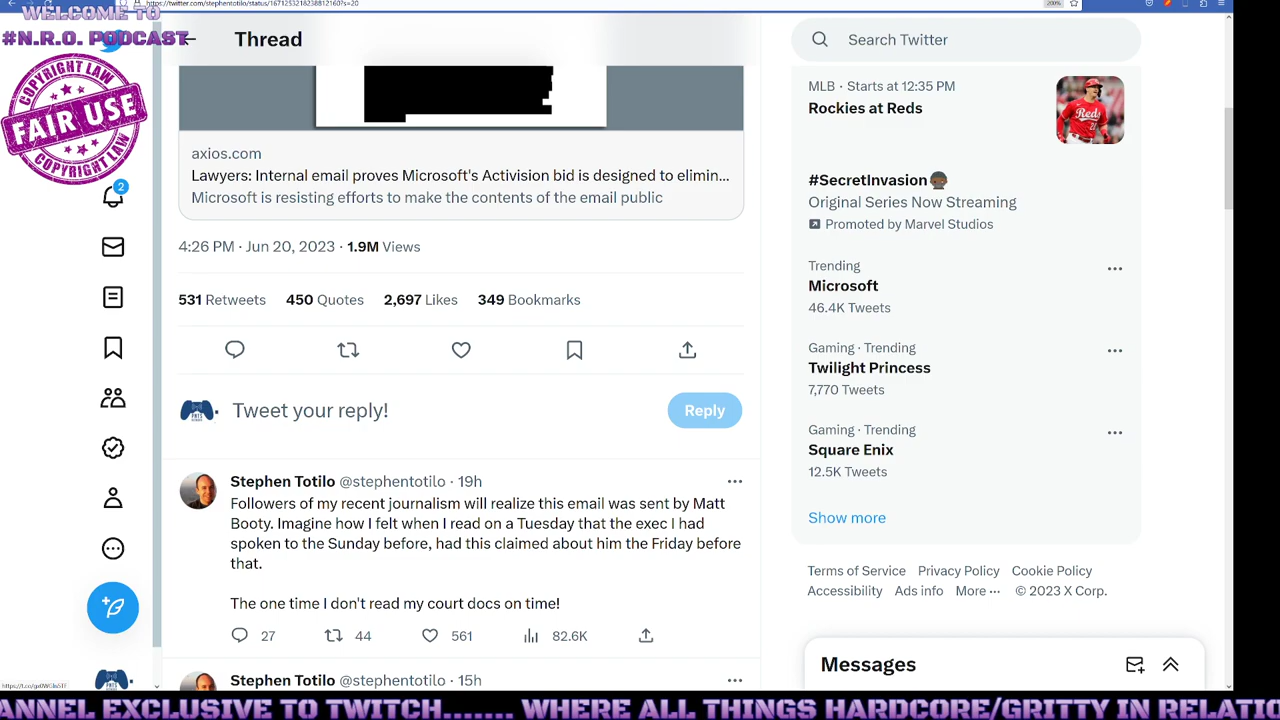 https://twitter.com/stephentotilo/status/1671253218238812160?s=20
200%
WELCOME TO
#N.R.O. PODCAST
COPYRIGHT LAW
FAIR USE
COPYRIGHT LAW
Thread
Search Twitter
axios.com
Lawyers: Internal email proves Microsoft's Activision bid is designed to elimin...
Microsoft is resisting efforts to make the contents of the email public
4:26 PM · Jun 20, 2023 · 1.9M Views
531 Retweets 450 Quotes 2,697 Likes 349 Bookmarks
Tweet your reply!
Reply
Stephen Totilo @stephentotilo · 19h
Followers of my recent journalism will realize this email was sent by Matt
Booty. Imagine how I felt when I read on a Tuesday that the exec I had
spoken to the Sunday before, had this claimed about him the Friday before
that.
The one time I don't read my court docs on time!
27 44 561 82.6K
Stephen Totilo @stephentotilo · 15h
2
MLB · Starts at 12:35 PM
Rockies at Reds
#SecretInvasion
Original Series Now Streaming
Promoted by Marvel Studios
Trending
Microsoft
46.4K Tweets
Gaming · Trending
Twilight Princess
7,770 Tweets
Gaming · Trending
Square Enix
12.5K Tweets
Show more
Terms of Service Privacy Policy Cookie Policy
Accessibility Ads info More ··· © 2023 X Corp.
Messages
ANNEL EXCLUSIVE TO TWITCH....... WHERE ALL THINGS HARDCORE/GRITTY IN RELATIO